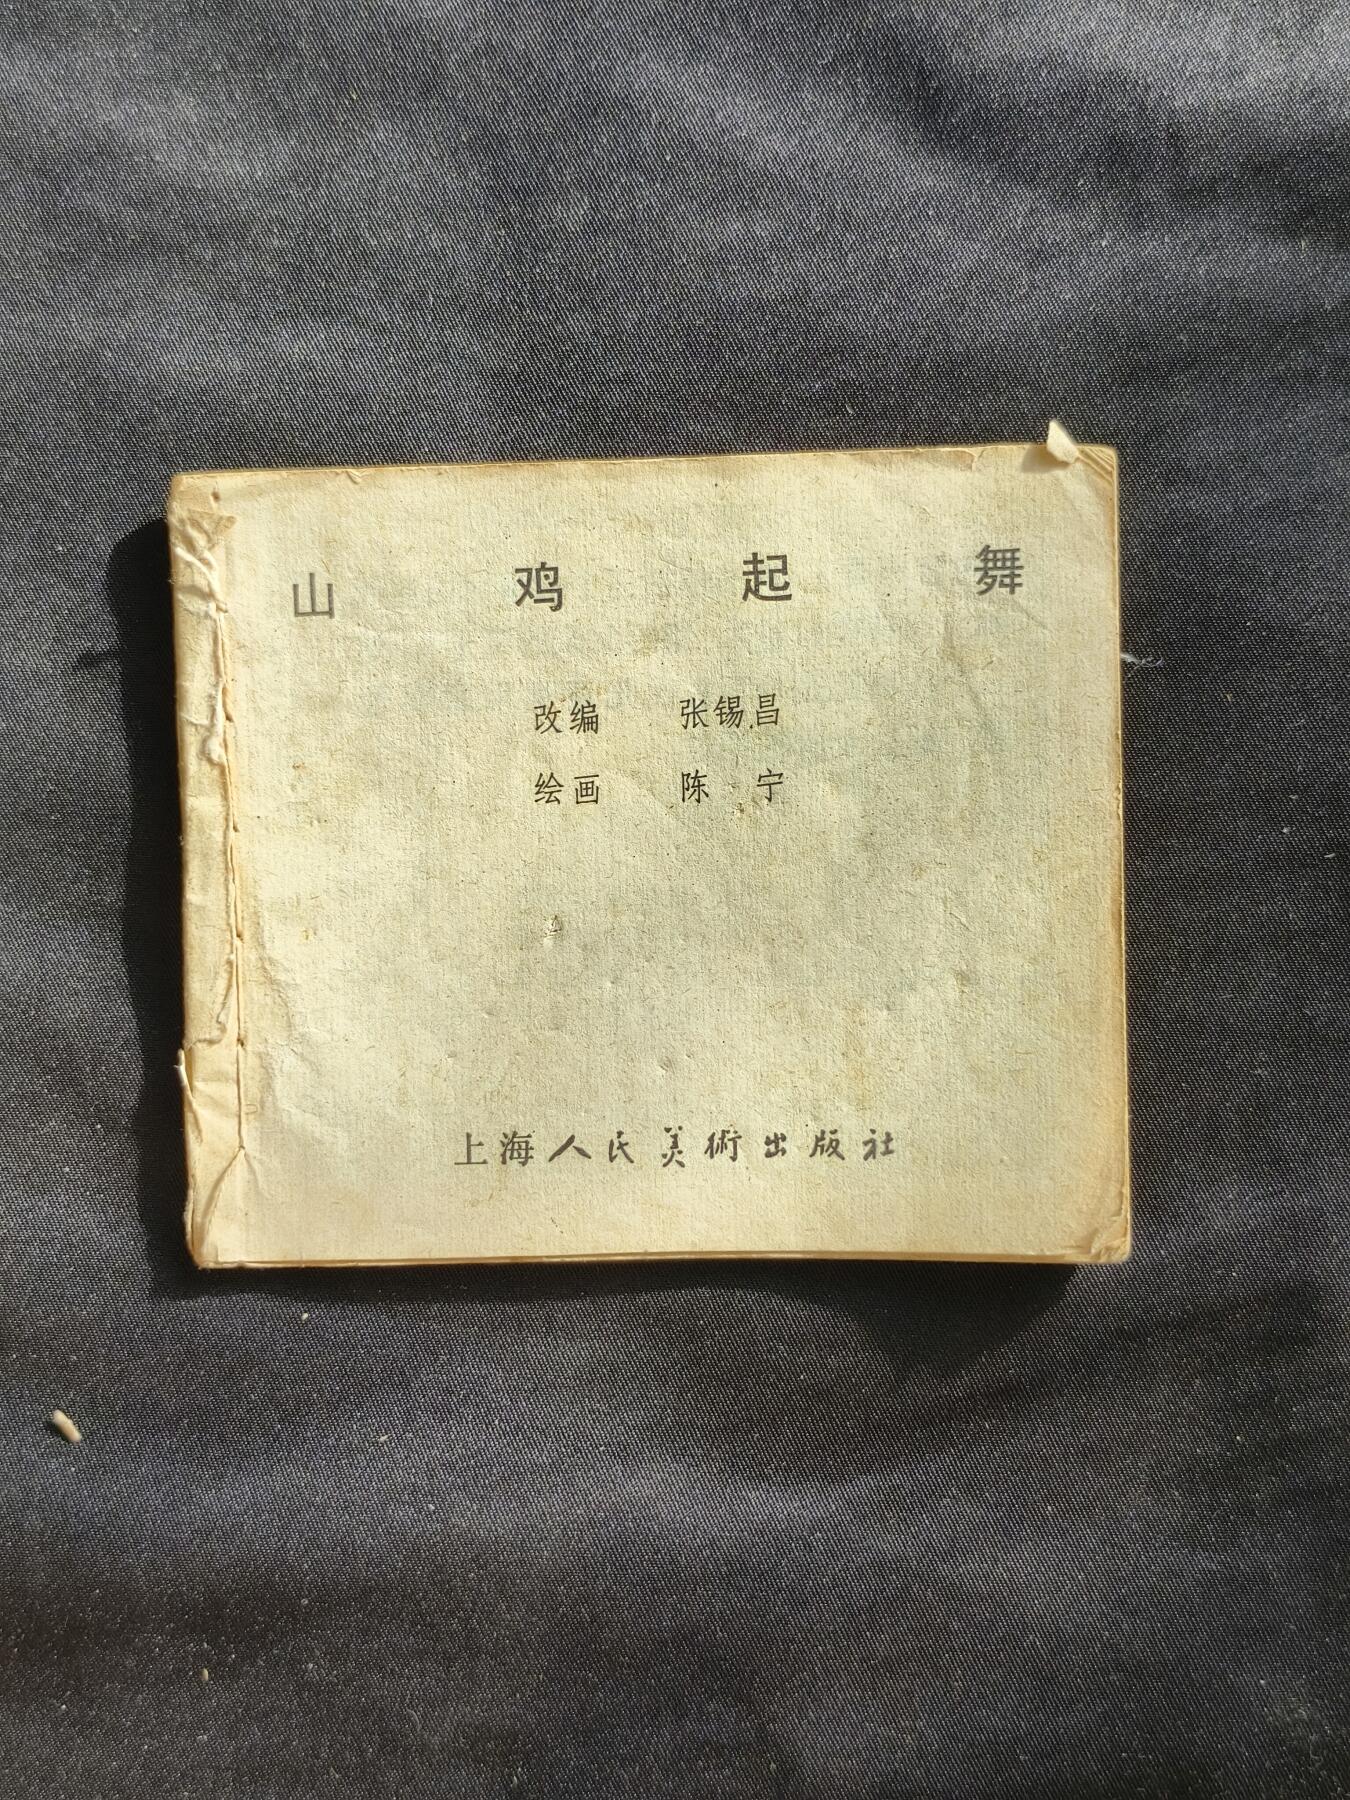 山鸡起舞
改编 张锡昌
绘画 陈宁
上海人民美術出版社